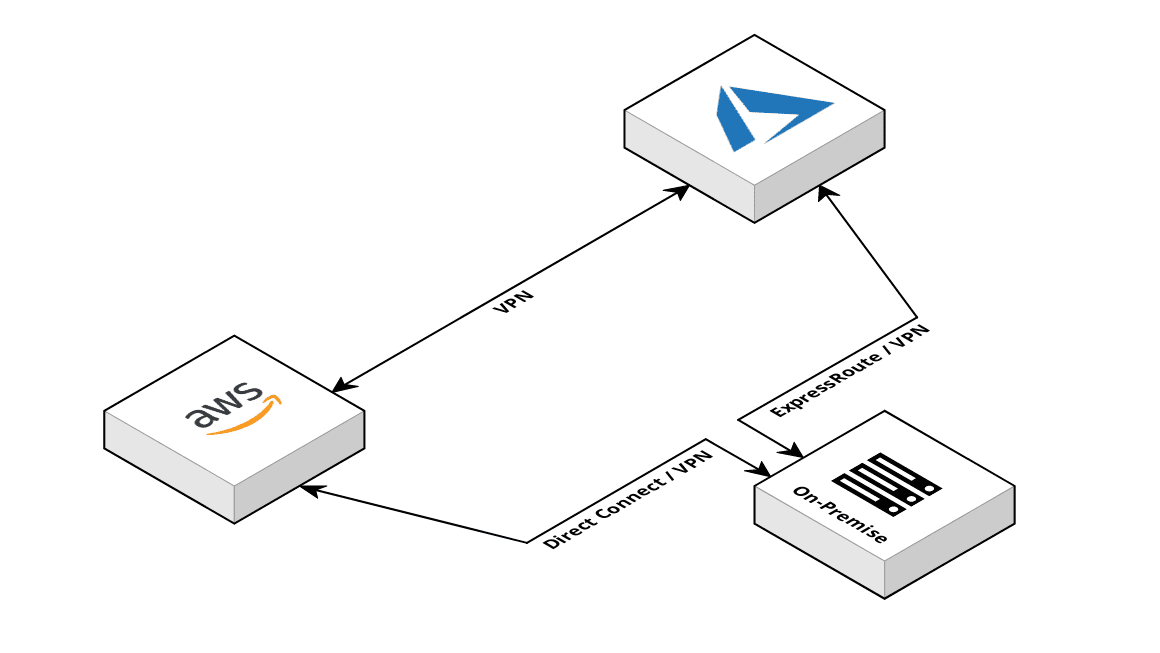 VPN
ExpressRoute / VPN
aws
Direct Connect / VPN
On-Premise